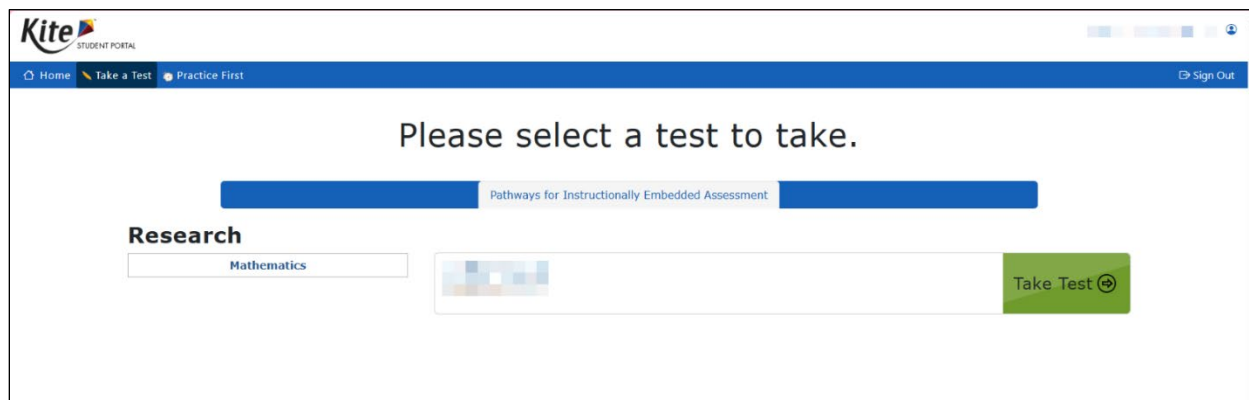 Kite
STUDENT PORTAL
Home Take a Test Practice First Sign Out
Please select a test to take.
Pathways for Instructionally Embedded Assessment
Research
Mathematics
Take Test